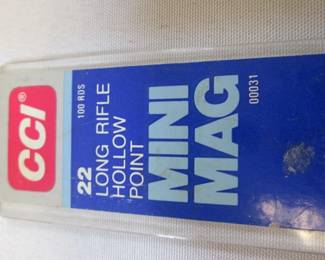 CCI®
100 RDS
22
LONG RIFLE
HOLLOW
POINT
MINI
MAG
00031